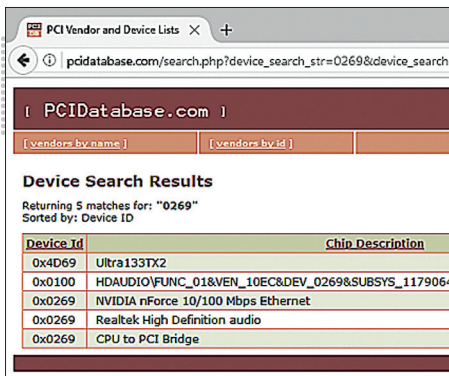 PCI Vendor and Device Lists
pcidatabase.com/search.php?device_search_str=0269&device_search
[ PCIDatabase.com ]
[ vendors by name ] [ vendors by id ]
Device Search Results
Returning 5 matches for: "0269"
Sorted by: Device ID
Device Id Chip Description
0x4D69 Ultra133TX2
0x0100 HDAUDIO\FUNC_01&VEN_10EC&DEV_0269&SUBSYS_1179064
0x0269 NVIDIA nForce 10/100 Mbps Ethernet
0x0269 Realtek High Definition audio
0x0269 CPU to PCI Bridge